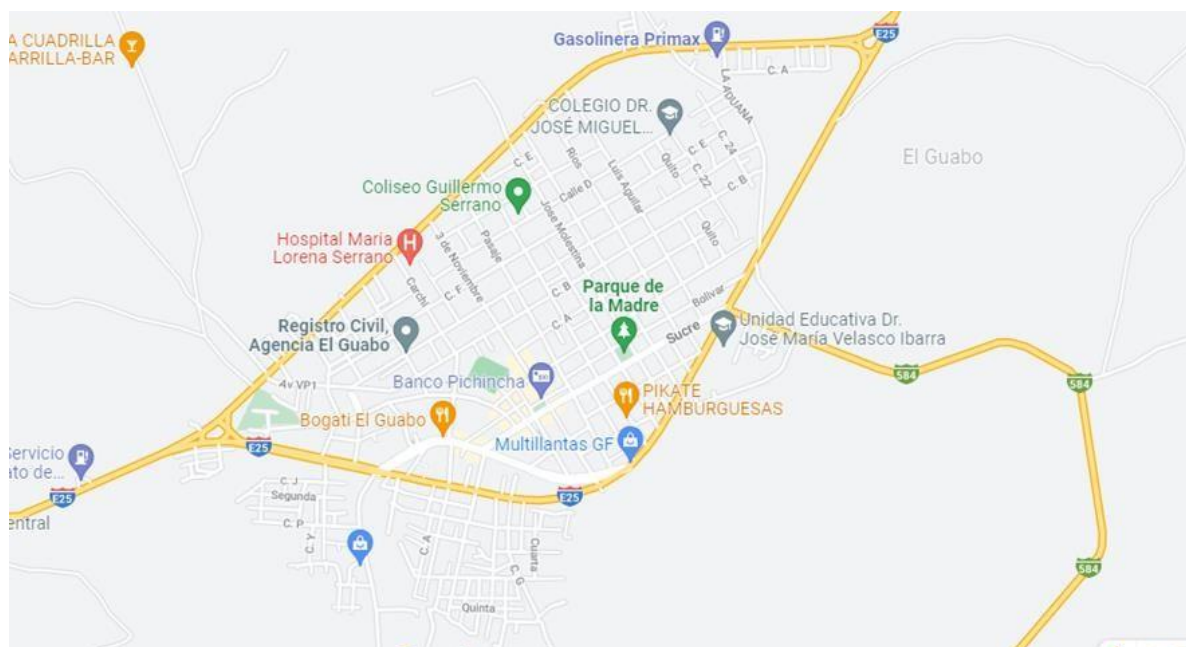 A CUADRILLA
ARRILLA-BAR
Gasolinera Primax
E25
C. A
LA ADUANA
COLEGIO DR.
JOSÉ MIGUEL...
El Guabo
C. E
Rios
Luis Aguilar
Quito
C. E
C. 24
C. 22
C. B
Calle D
Coliseo Guillermo
Serrano
Jose Molestina
Pasaje
3 de Noviembre
Quito
Hospital Maria
Lorena Serrano
Carchi
C. F
C. B
C. A
Parque de
la Madre
Bolivar
Sucre
Registro Civil,
Agencia El Guabo
Unidad Educativa Dr.
José María Velasco Ibarra
584
584
4v VP1
Banco Pichincha
PIKATE
HAMBURGUESAS
Bogati El Guabo
Multillantas GF
E25
Servicio
ato de...
E25
entral
E25
C. J
Segunda
C. P
C. Y
C. A
Cuarta
C. G
Quinta
584